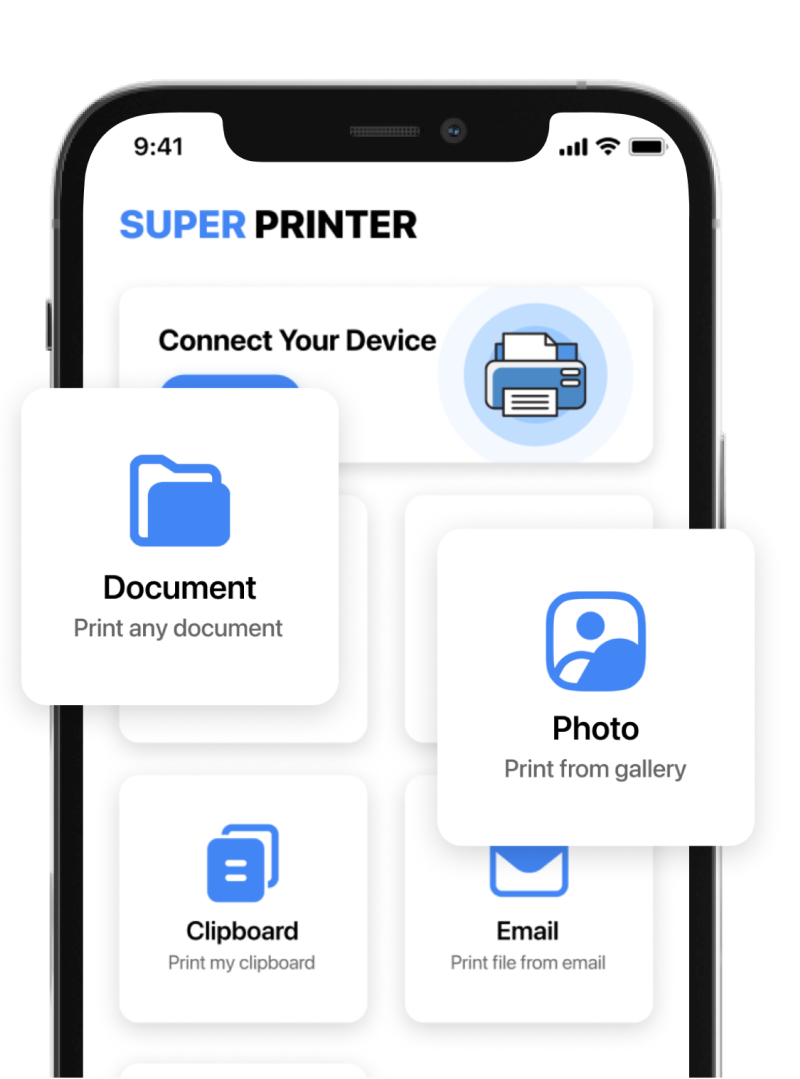 9:41
SUPER PRINTER
Connect Your Device
Document
Print any document
Photo
Print from gallery
Clipboard
Print my clipboard
Email
Print file from email